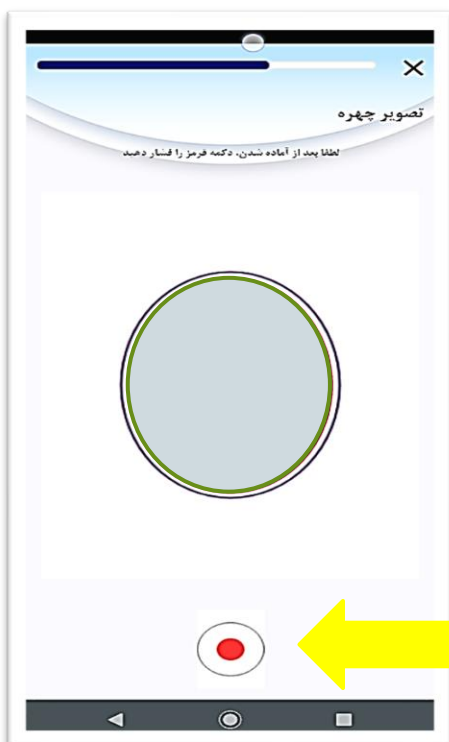 تصویر چهره
لطفا بعد از آماده شدن، دکمه قرمز را فشار دهید